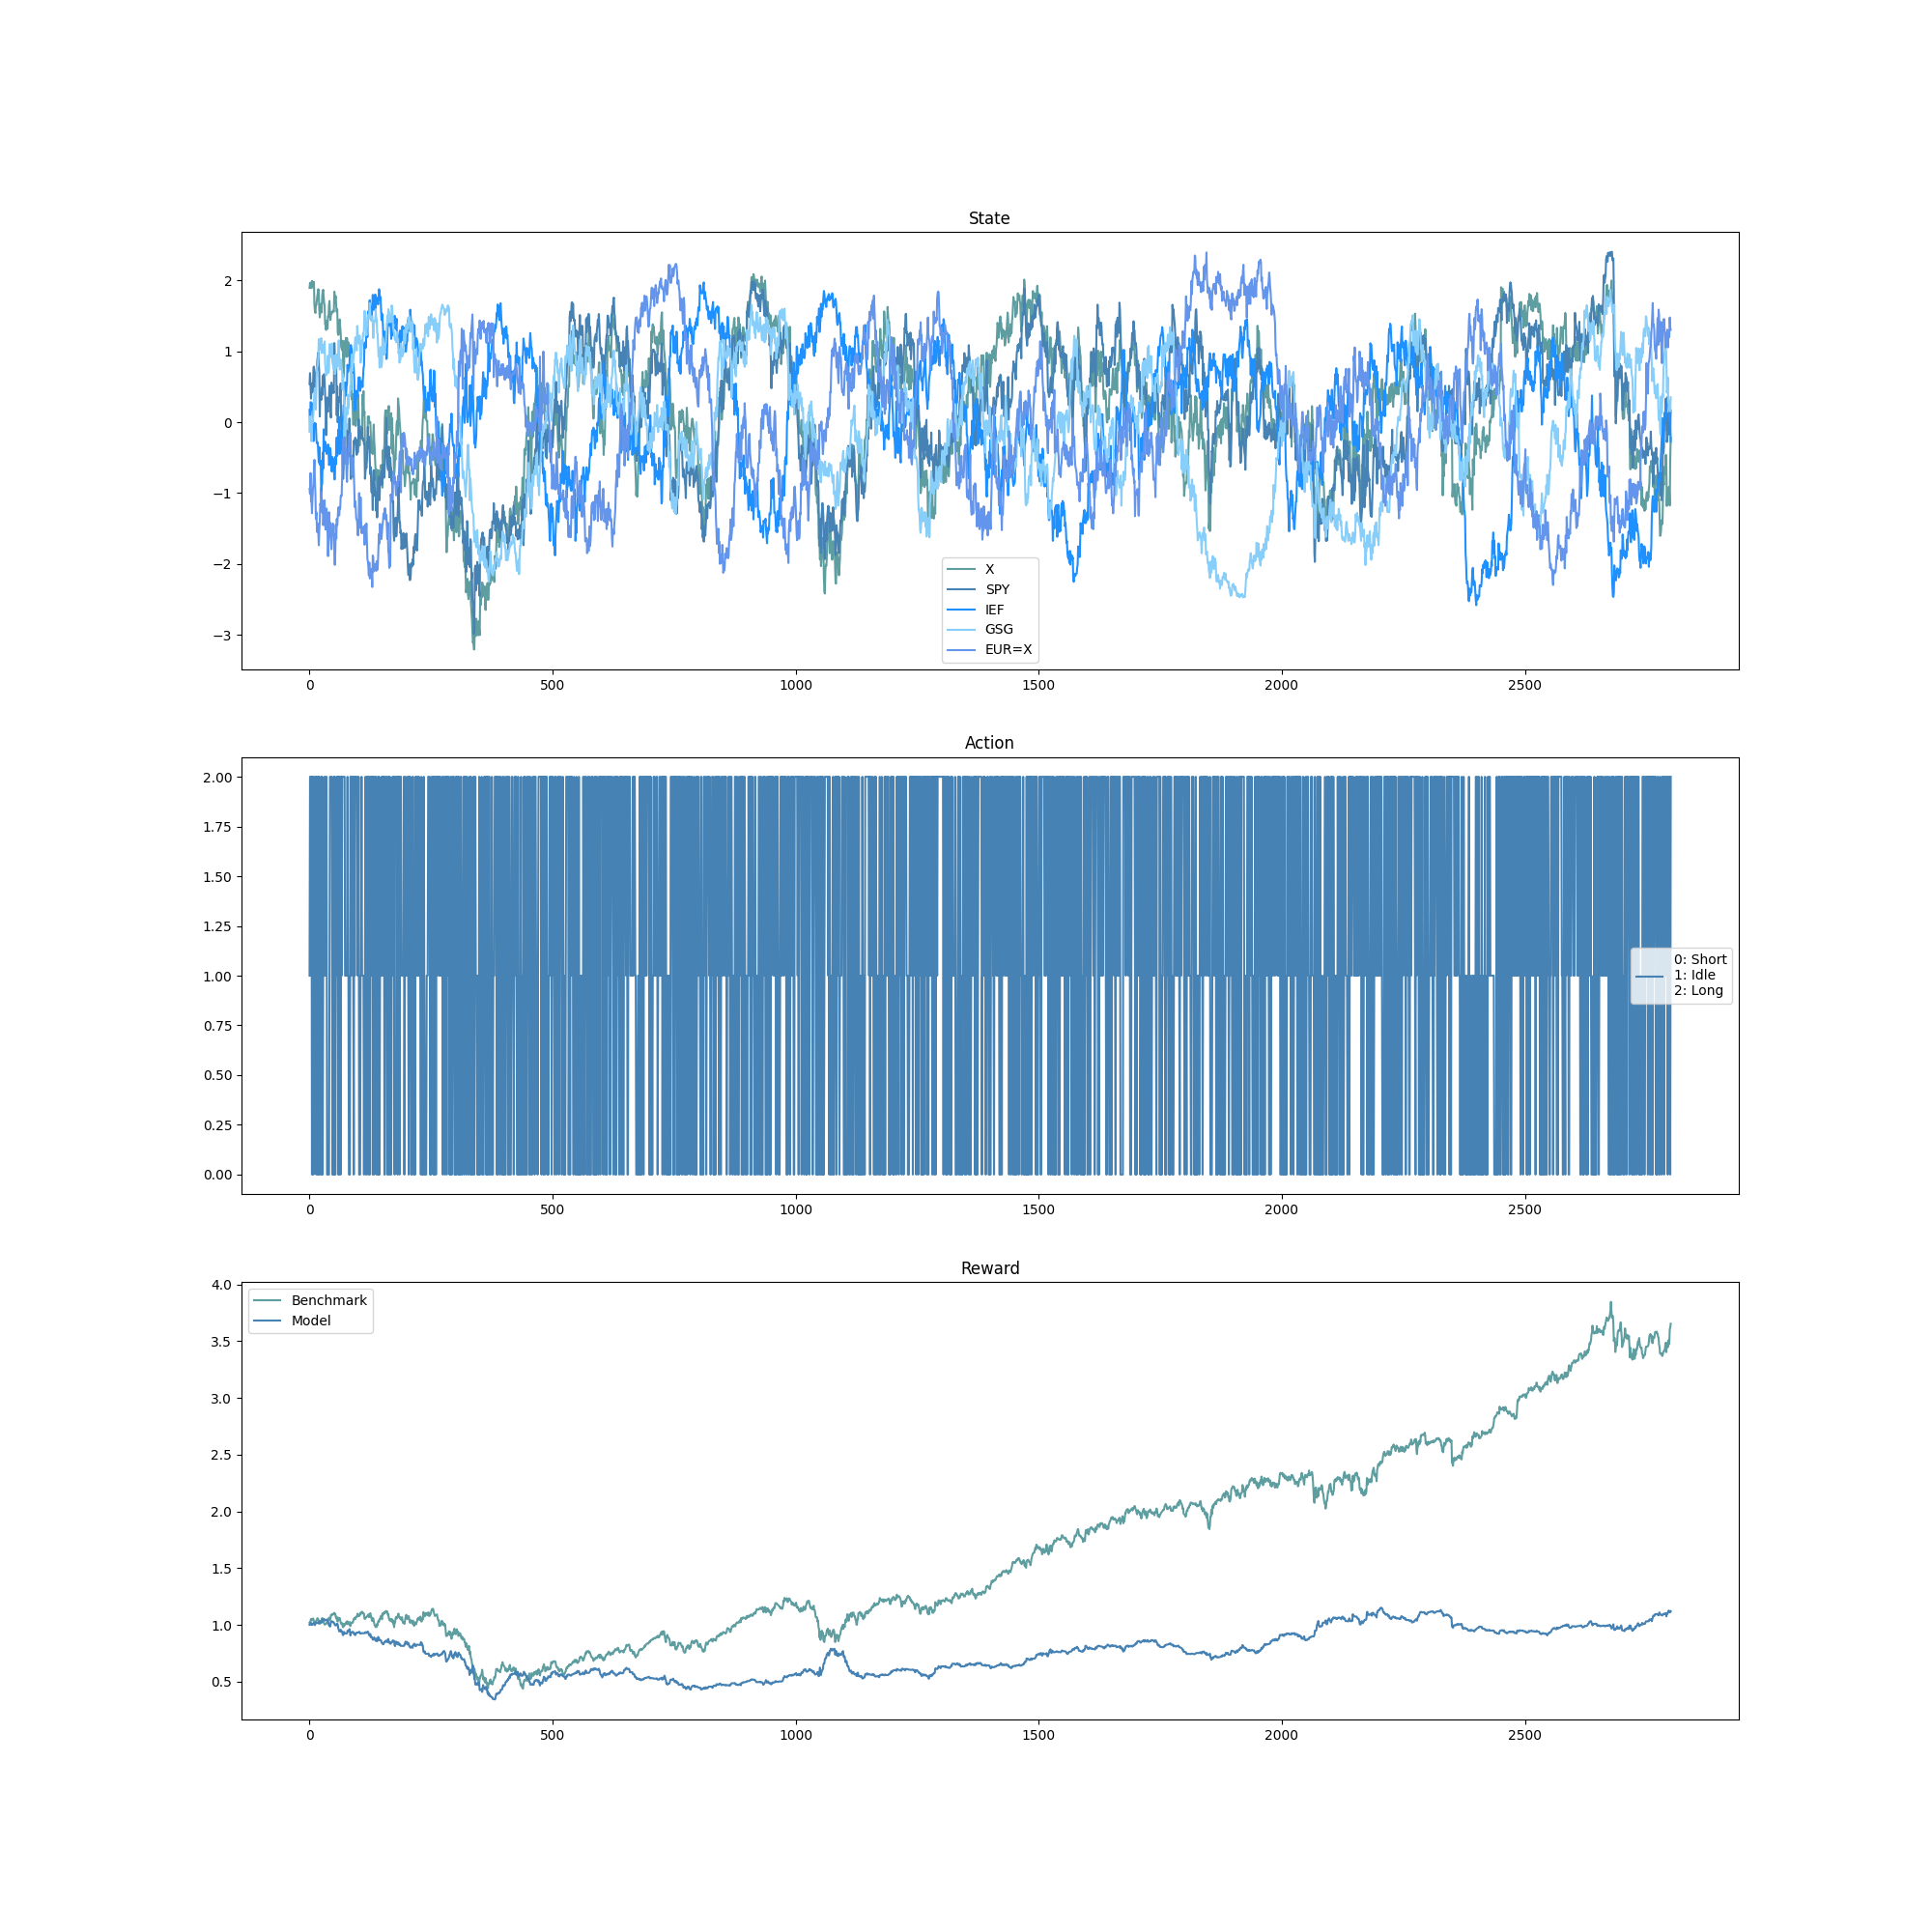 State
2
1
0
−1
−2
−3
X
SPY
IEF
GSG
EUR=X
0 500 1000 1500 2000 2500
Action
2.00
1.75
1.50
1.25
1.00
0.75
0.50
0.25
0.00
0: Short
1: Idle
2: Long
0 500 1000 1500 2000 2500
Reward
4.0
3.5
3.0
2.5
2.0
1.5
1.0
0.5
Benchmark
Model
0 500 1000 1500 2000 2500